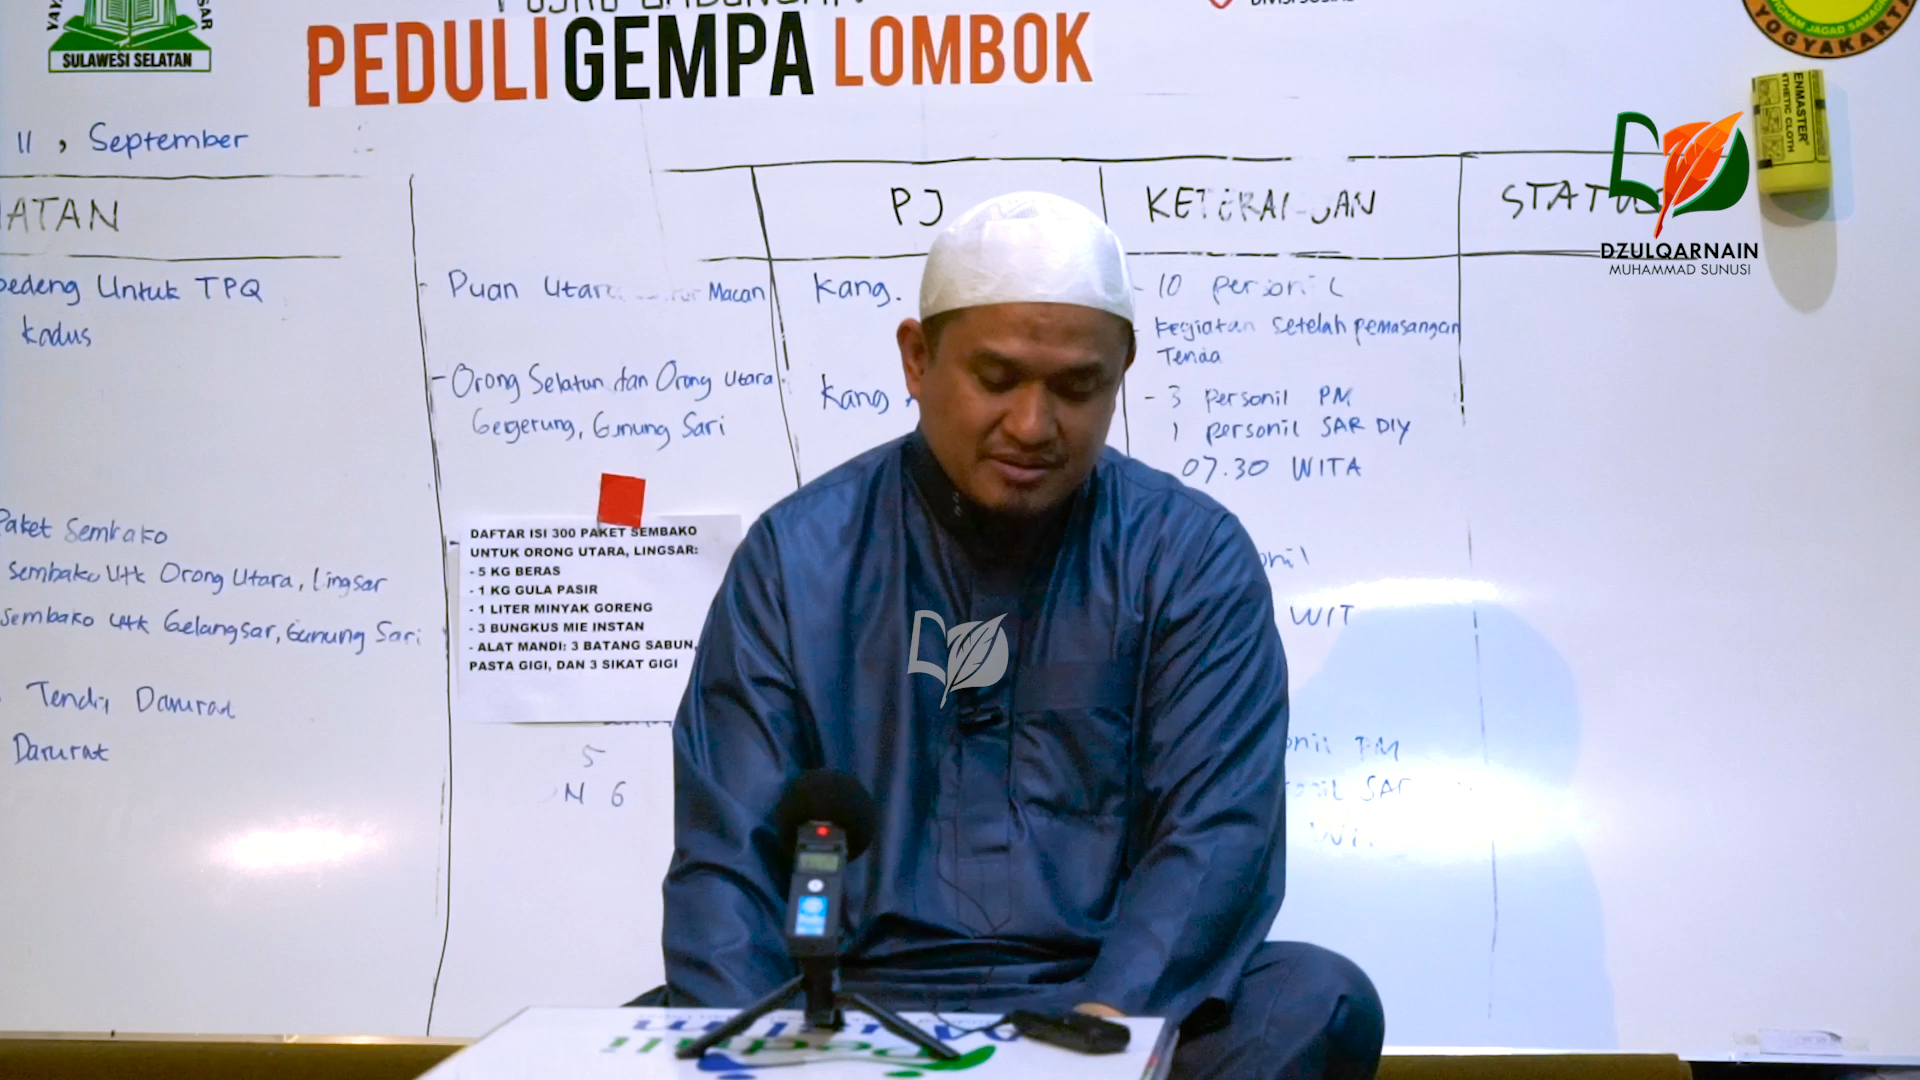 SULAWESI SELATAN
PEDULI GEMPA LOMBOK
YOGYAKARTA
ENMASTER
THETIC CLOTH
11, September
ATAN
PJ
DZULQARNAIN
MUHAMMAD SUNUSI
Untuk TPQ
Kadus
- Puan Utara Macan
Kang.
- 10 personil
- Kegiatan Setelah pemasangan
Tenda
- Orong Selatan dan Orong Utara
Gunung Sari
Kang
- 3 personil PM
1 personil SAR DIY
07.30 WITA
Paket Sembako
Sembako Utk Orong Utara, Lingsar
Sembako Utk Gelangsar, Gunung Sari
DAFTAR ISI 300 PAKET SEMBAKO
UNTUK ORONG UTARA, LINGSAR:
- 5 KG BERAS
- 1 KG GULA PASIR
- 1 LITER MINYAK GORENG
- 3 BUNGKUS MIE INSTAN
- ALAT MANDI: 3 BATANG SABUN,
PASTA GIGI, DAN 3 SIKAT GIGI
WIT
Darurat
5
N 6
PM
SAR